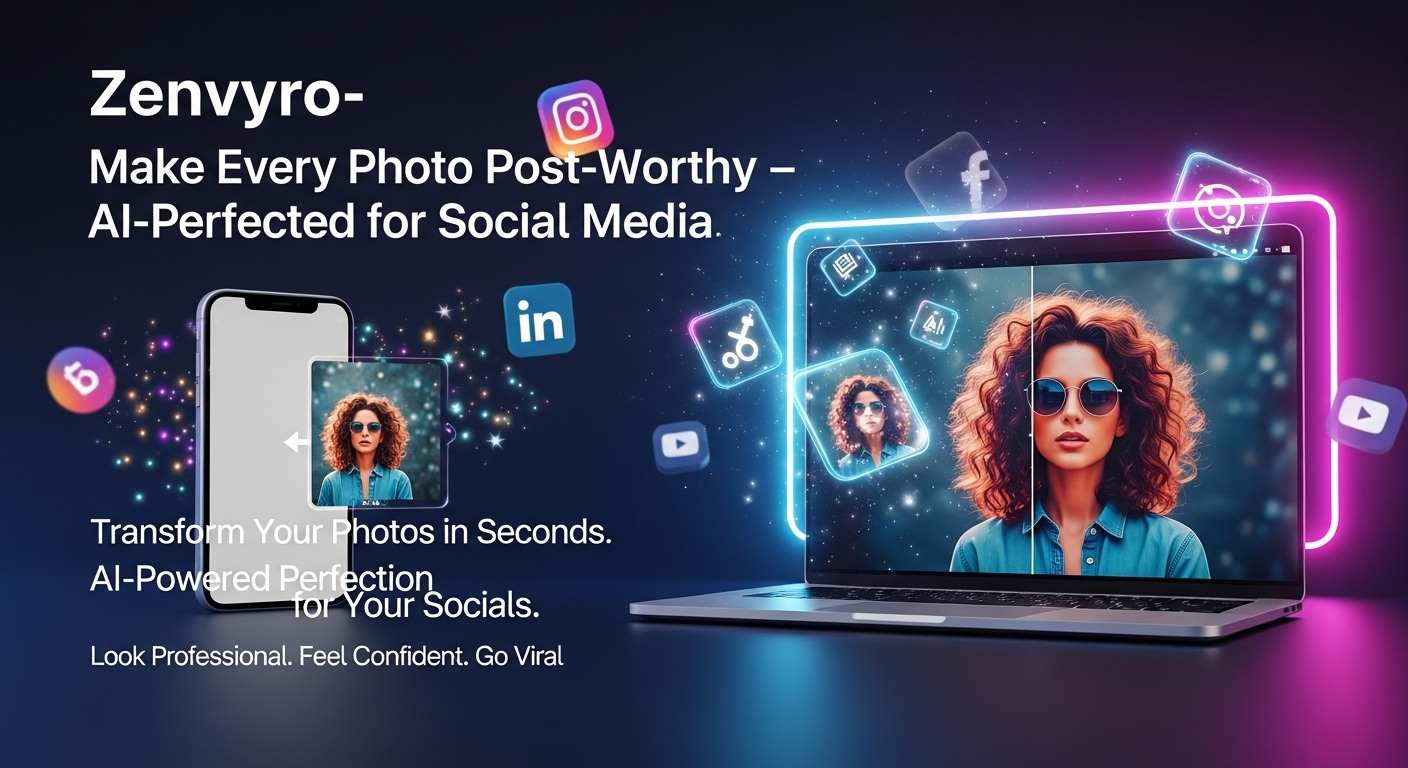 Zenvyro-
Make Every Photo Post-Worthy –
AI-Perfected for Social Media.
in
f
Transform Your Photos in Seconds.
AI-Powered Perfection
for Your Socials.
Look Professional. Feel Confident. Go Viral